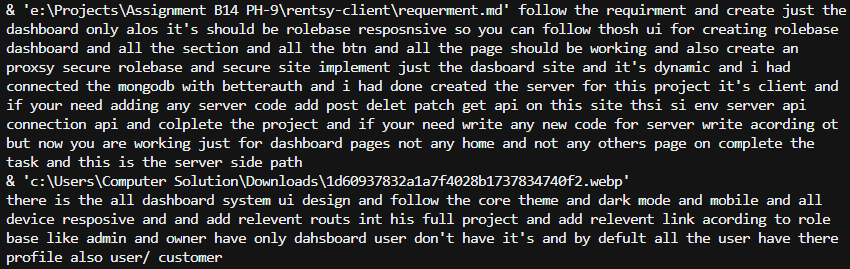 & 'e:\Projects\Assignment B14 PH-9\rentsy-client\requerment.md' follow the requirment and create just the
dashboard only alos it's should be rolebase resposnsive so you can follow thosh ui for creating rolebase
dashboard and all the section and all the btn and all the page should be working and also create an
proxsy secure rolebase and secure site implement just the dasboard site and it's dynamic and i had
connected the mongodb with betterauth and i had done created the server for this project it's client and
if your need adding any server code add post delet patch get api on this site thsi si env server api
connection api and colplete the project and if your need write any new code for server write acording ot
but now you are working just for dashboard pages not any home and not any others page on complete the
task and this is the server side path
& 'c:\Users\Computer Solution\Downloads\1d60937832a1a7f4028b1737834740f2.webp'
there is the all dashboard system ui design and follow the core theme and dark mode and mobile and all
device resposive and and add relevent routs int his full project and add relevent link acording to role
base like admin and owner have only dahsboard user don't have it's and by defult all the user have there
profile also user/ customer